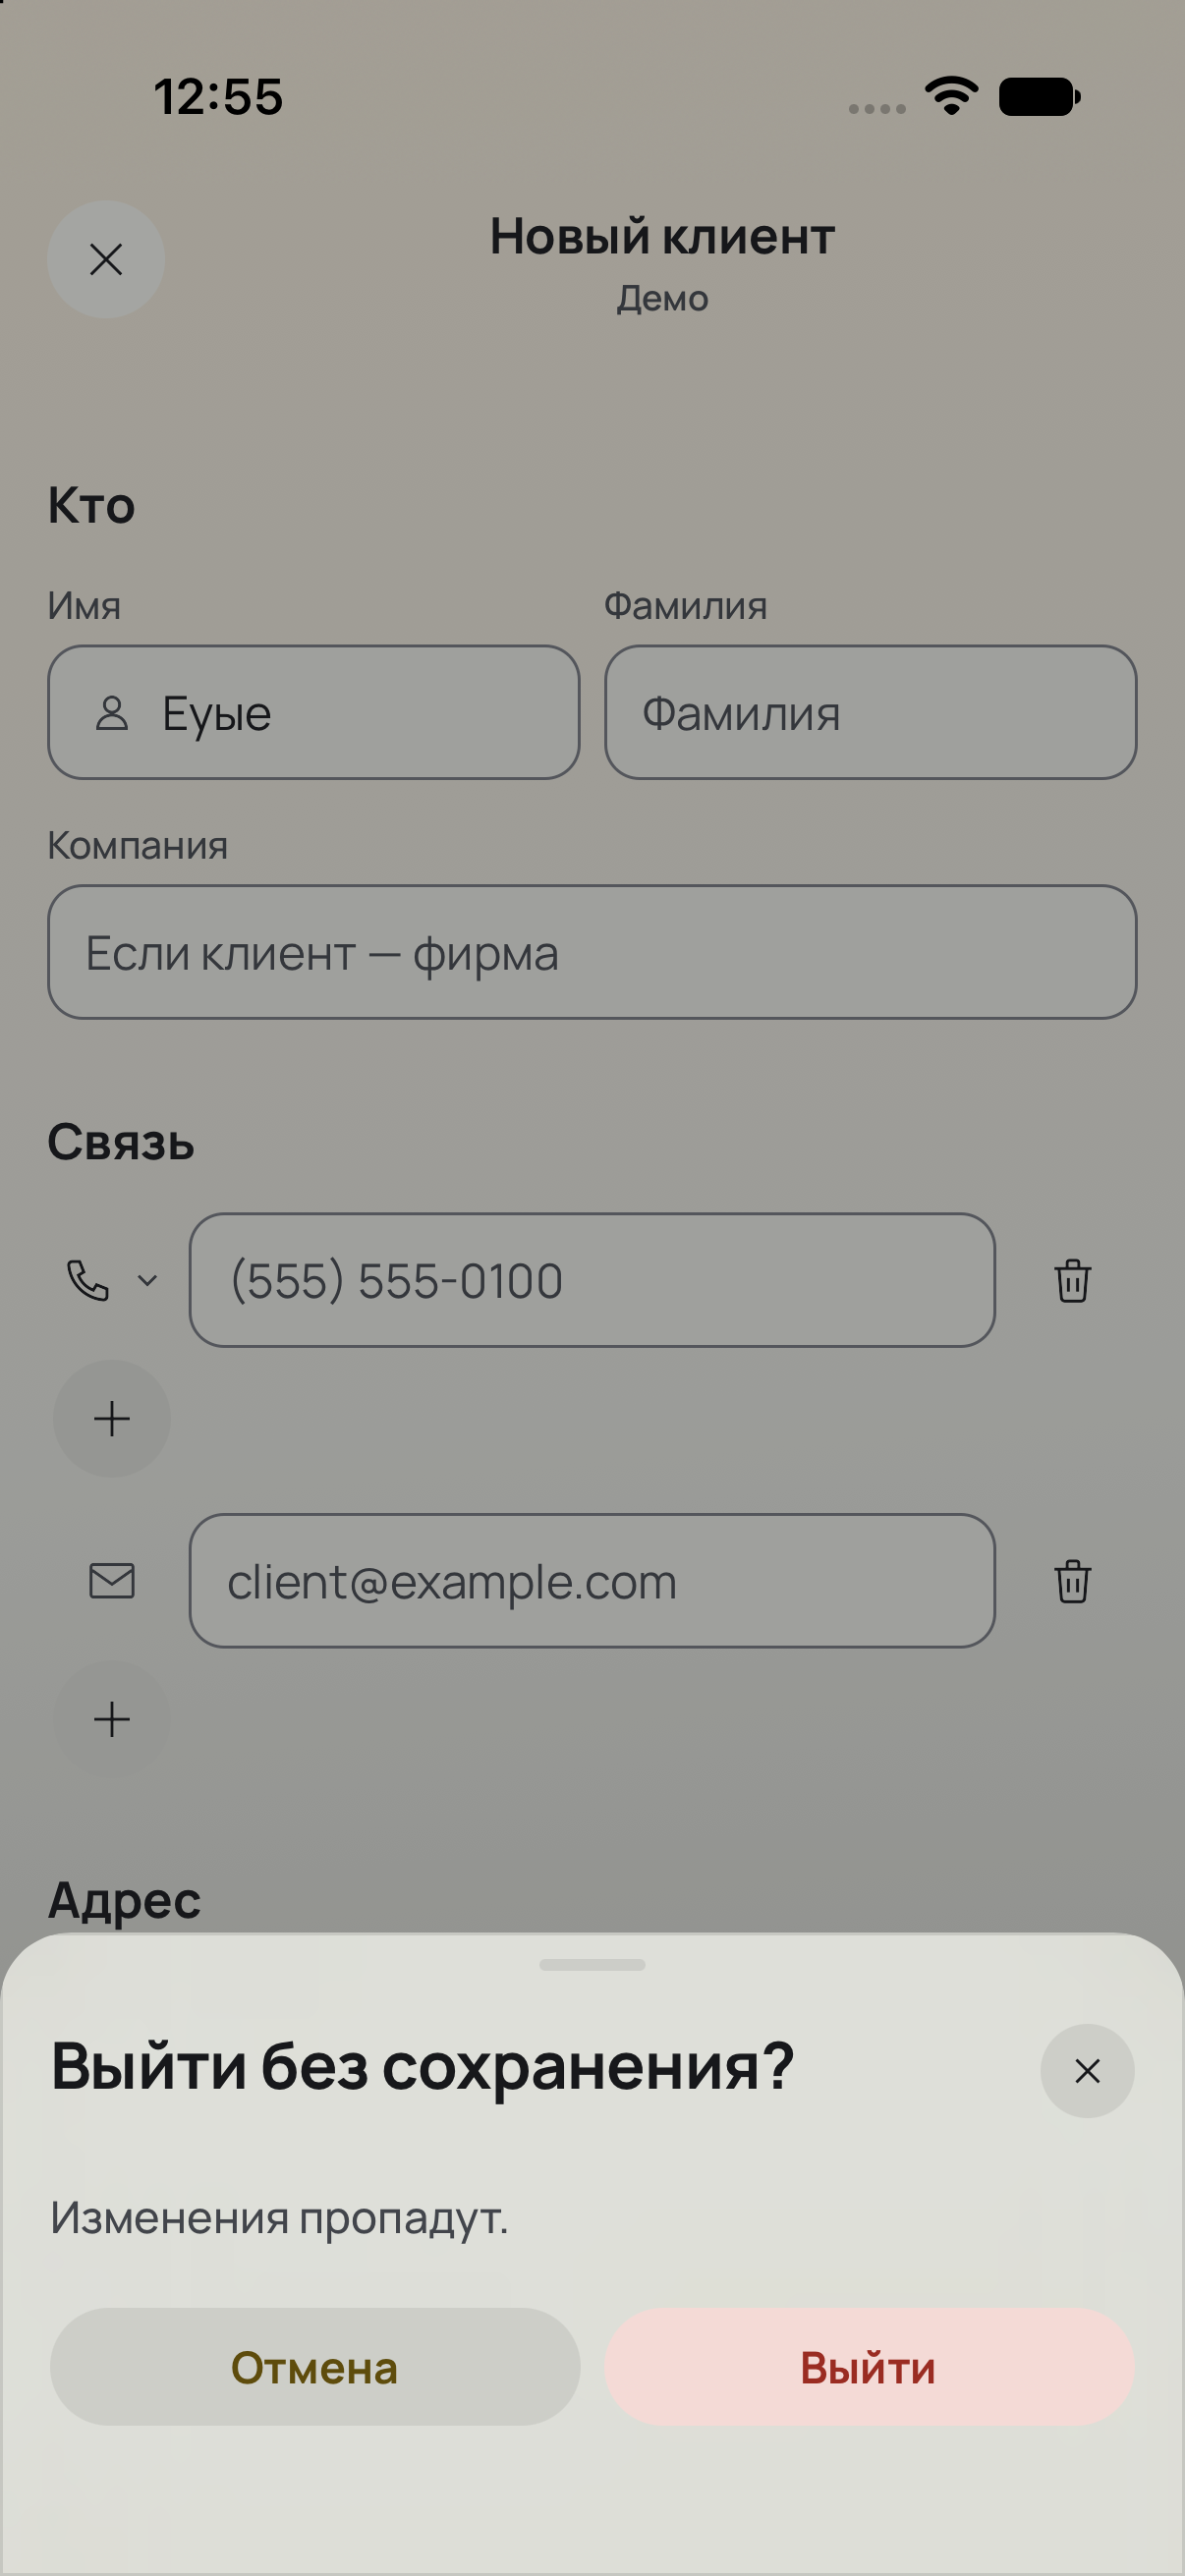 12:55
Новый клиент
Демо
Кто
Имя Фамилия
Еуые Фамилия
Компания
Если клиент — фирма
Связь
(555) 555-0100
client@example.com
Адрес
Выйти без сохранения?
Изменения пропадут.
Отмена Выйти